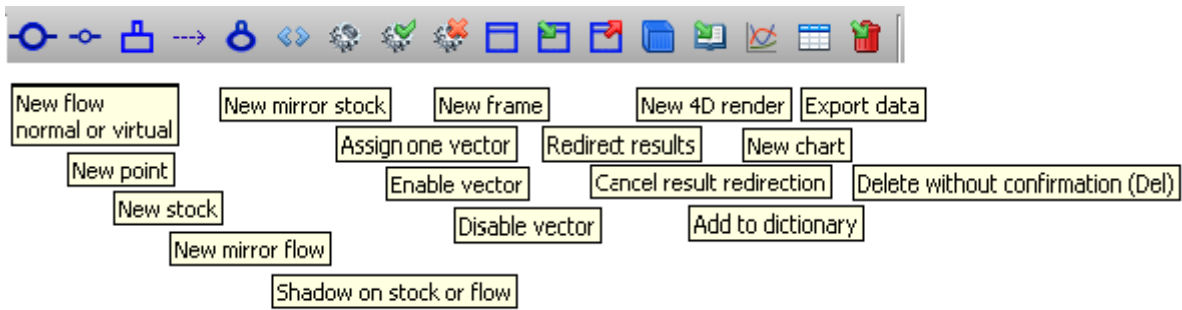 New flow
normal or virtual
New mirror stock
New frame
New 4D render
Export data
Assign one vector
Redirect results
New chart
New point
Enable vector
Cancel result redirection
Delete without confirmation (Del)
New stock
Disable vector
Add to dictionary
New mirror flow
Shadow on stock or flow